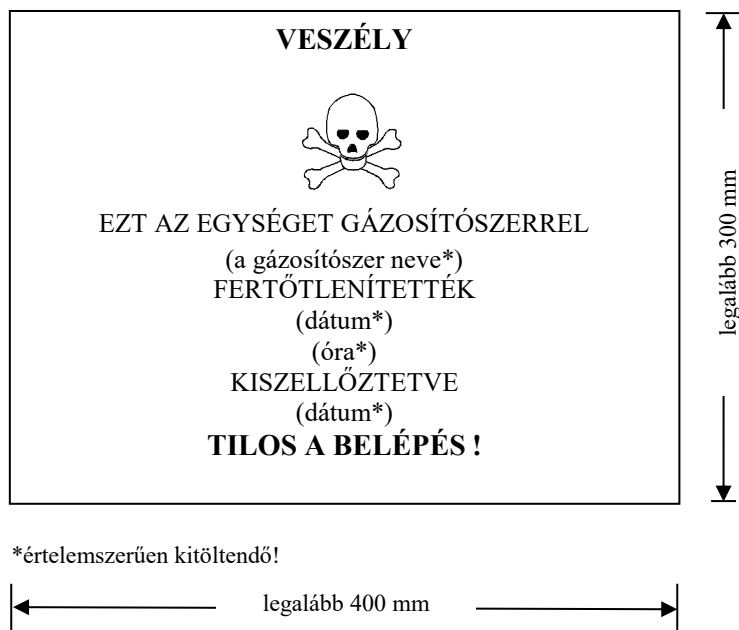 VESZÉLY
EZT AZ EGYSÉGET GÁZOSÍTÓSZERREL
(a gázosítószer neve*)
FERTŐTLENÍTETTÉK
(dátum*)
(óra*)
KISZELLŐZTETVE
(dátum*)
TILOS A BELÉPÉS !
legalább 300 mm
*értelemszerűen kitöltendő!
legalább 400 mm